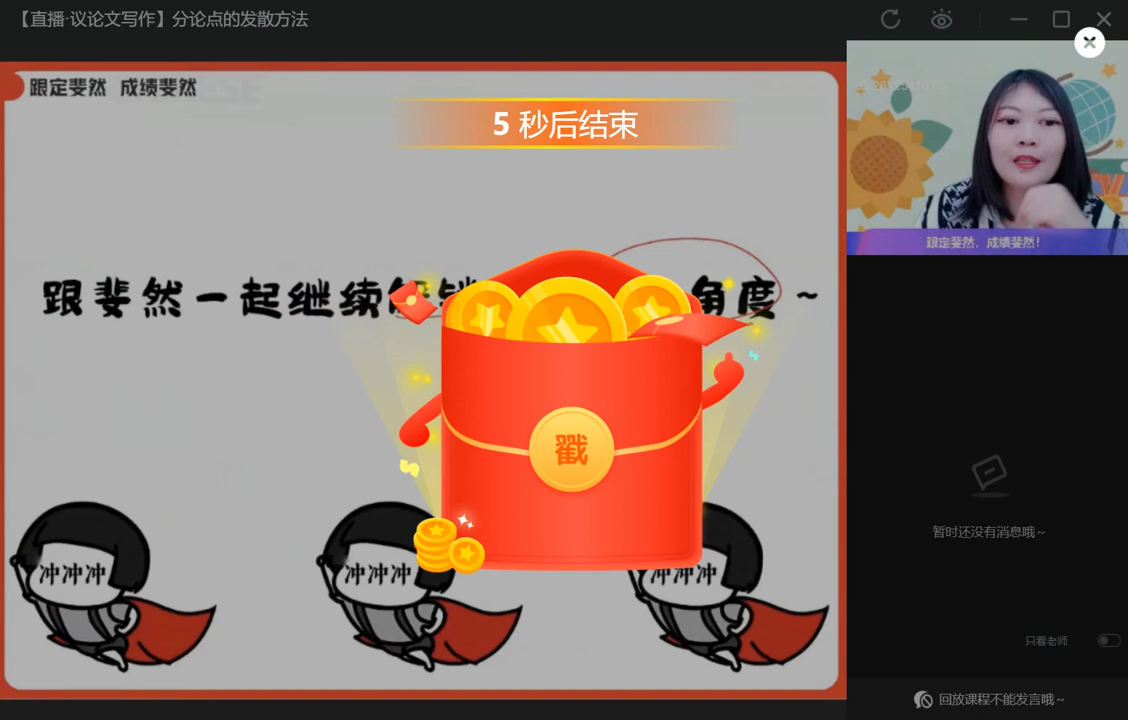 【直播·议论文写作】分论点的发散方法
跟定斐然 成绩斐然
5 秒后结束
跟斐然一起继续
角度~
戳
冲冲冲
冲冲冲
冲冲冲
跟定斐然，成绩斐然！
暂时还没有消息哦~
只看老师
回放课程不能发言哦~